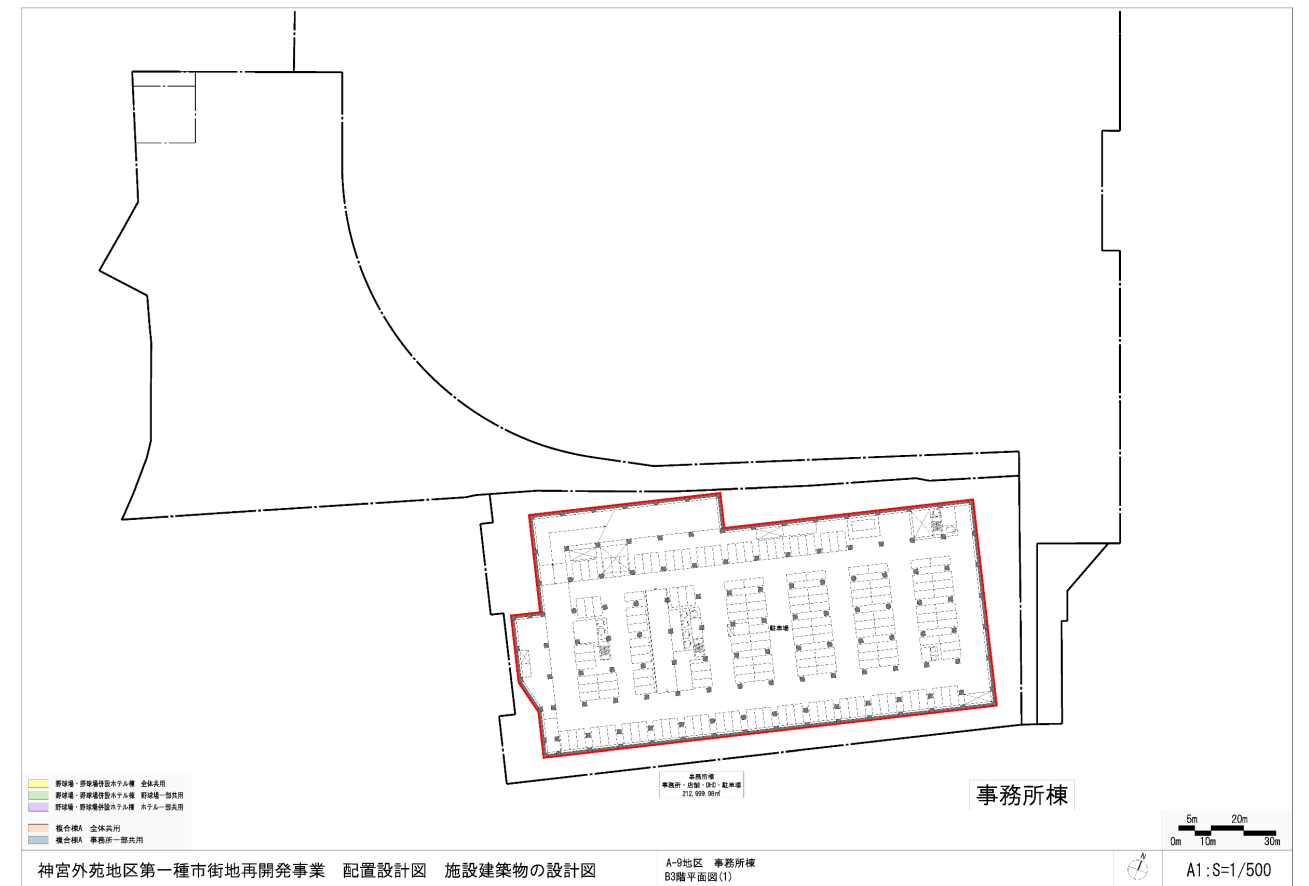 駐車場
事務所棟
事務所・店舗・DHC・駐車場
212,999.98㎡
事務所棟
野球場・野球場併設ホテル棟 全体共用
野球場・野球場併設ホテル棟 野球場一部共用
野球場・野球場併設ホテル棟 ホテル一部共用
複合棟A 全体共用
複合棟A 事務所一部共用
5m 20m
0m 10m 30m
神宮外苑地区第一種市街地再開発事業 配置設計図 施設建築物の設計図
A-9地区 事務所棟
B3階平面図(1)
N
A1:S=1/500